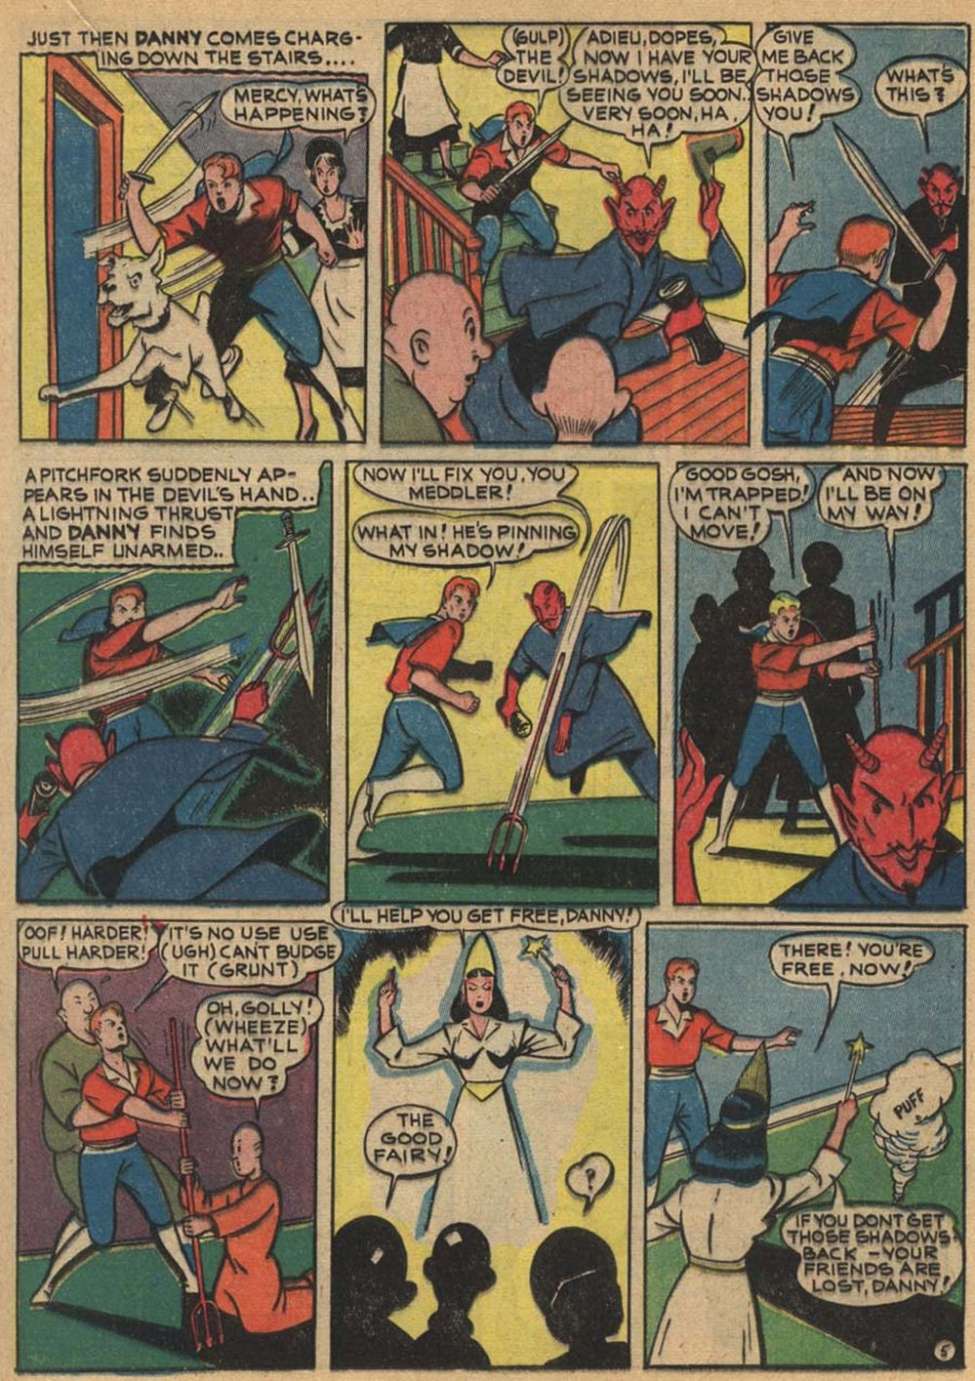 JUST THEN DANNY COMES CHARG-
ING DOWN THE STAIRS....
MERCY, WHAT'S
HAPPENING?
(GULP)
THE
DEVIL!
ADIEU, DOPES,
NOW I HAVE YOUR
SHADOWS, I'LL BE
SEEING YOU SOON..
VERY SOON, HA,
HA!
GIVE
ME BACK
THOSE
SHADOWS
YOU!
WHAT'S
THIS?
A PITCHFORK SUDDENLY AP-
PEARS IN THE DEVIL'S HAND..
A LIGHTNING THRUST
AND DANNY FINDS
HIMSELF UNARMED..
NOW I'LL FIX YOU, YOU
MEDDLER!
WHAT IN! HE'S PINNING
MY SHADOW!
GOOD GOSH,
I'M TRAPPED!
I CAN'T
MOVE!
AND NOW
I'LL BE ON
MY WAY!
OOF! HARDER!
PULL HARDER!
IT'S NO USE USE
(UGH) CANT BUDGE
IT (GRUNT)
OH, GOLLY!
(WHEEZE)
WHAT'LL
WE DO
NOW?
I'LL HELP YOU GET FREE, DANNY!
THE
GOOD
FAIRY!
?
THERE! YOU'RE
FREE, NOW!
PUFF
IF YOU DONT GET
THOSE SHADOWS
BACK - YOUR
FRIENDS ARE
LOST, DANNY!
5